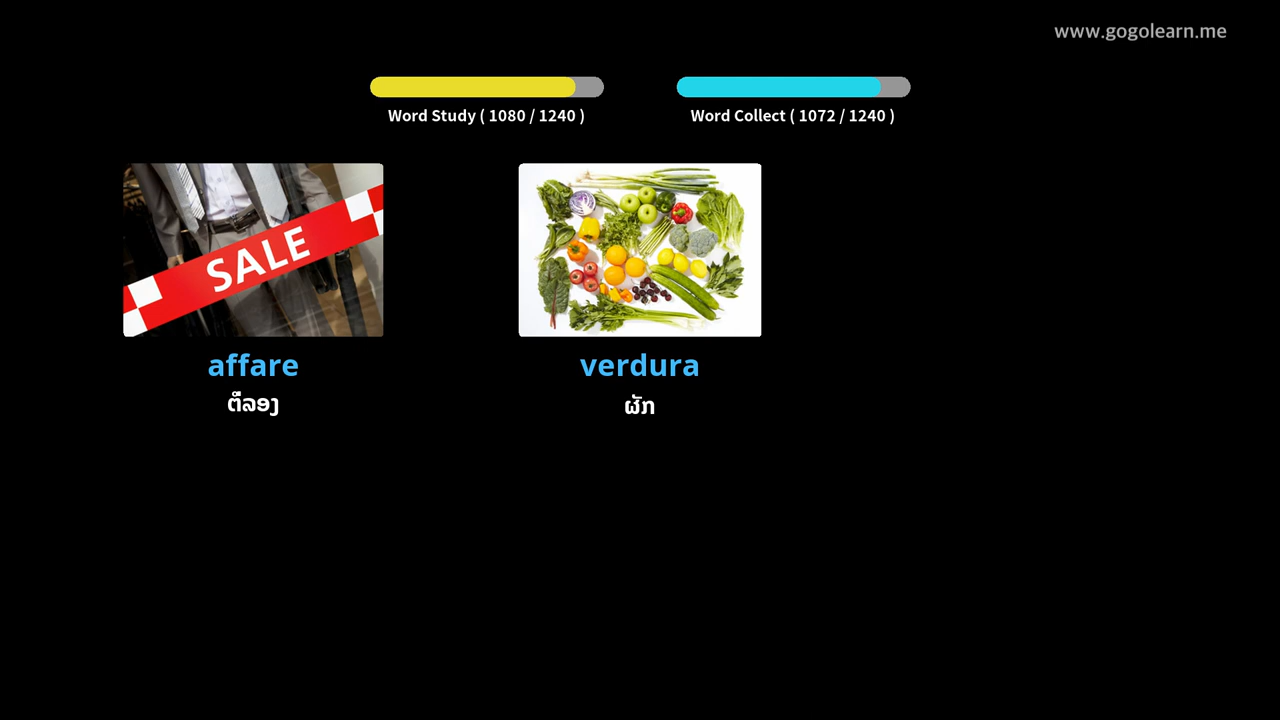 www.gogolearn.me
Word Study ( 1080 / 1240 )
Word Collect ( 1072 / 1240 )
SALE
affare
verdura
ຕໍ່ລອງ
ຜັກ